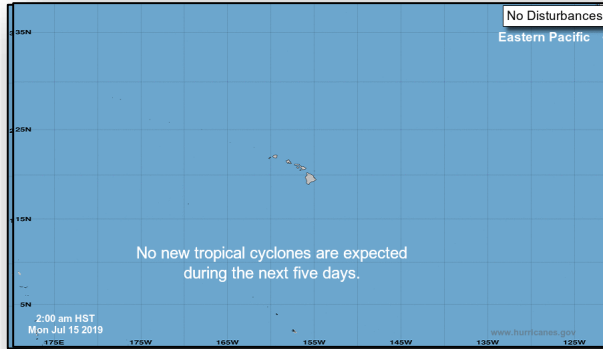 No Disturbances
Eastern Pacific
35N
25N
15N
No new tropical cyclones are expected
during the next five days.
5N
2:00 am HST
Mon Jul 15 2019
www.hurricanes.gov
175E 175W 165W 155W 145W 135W 125W